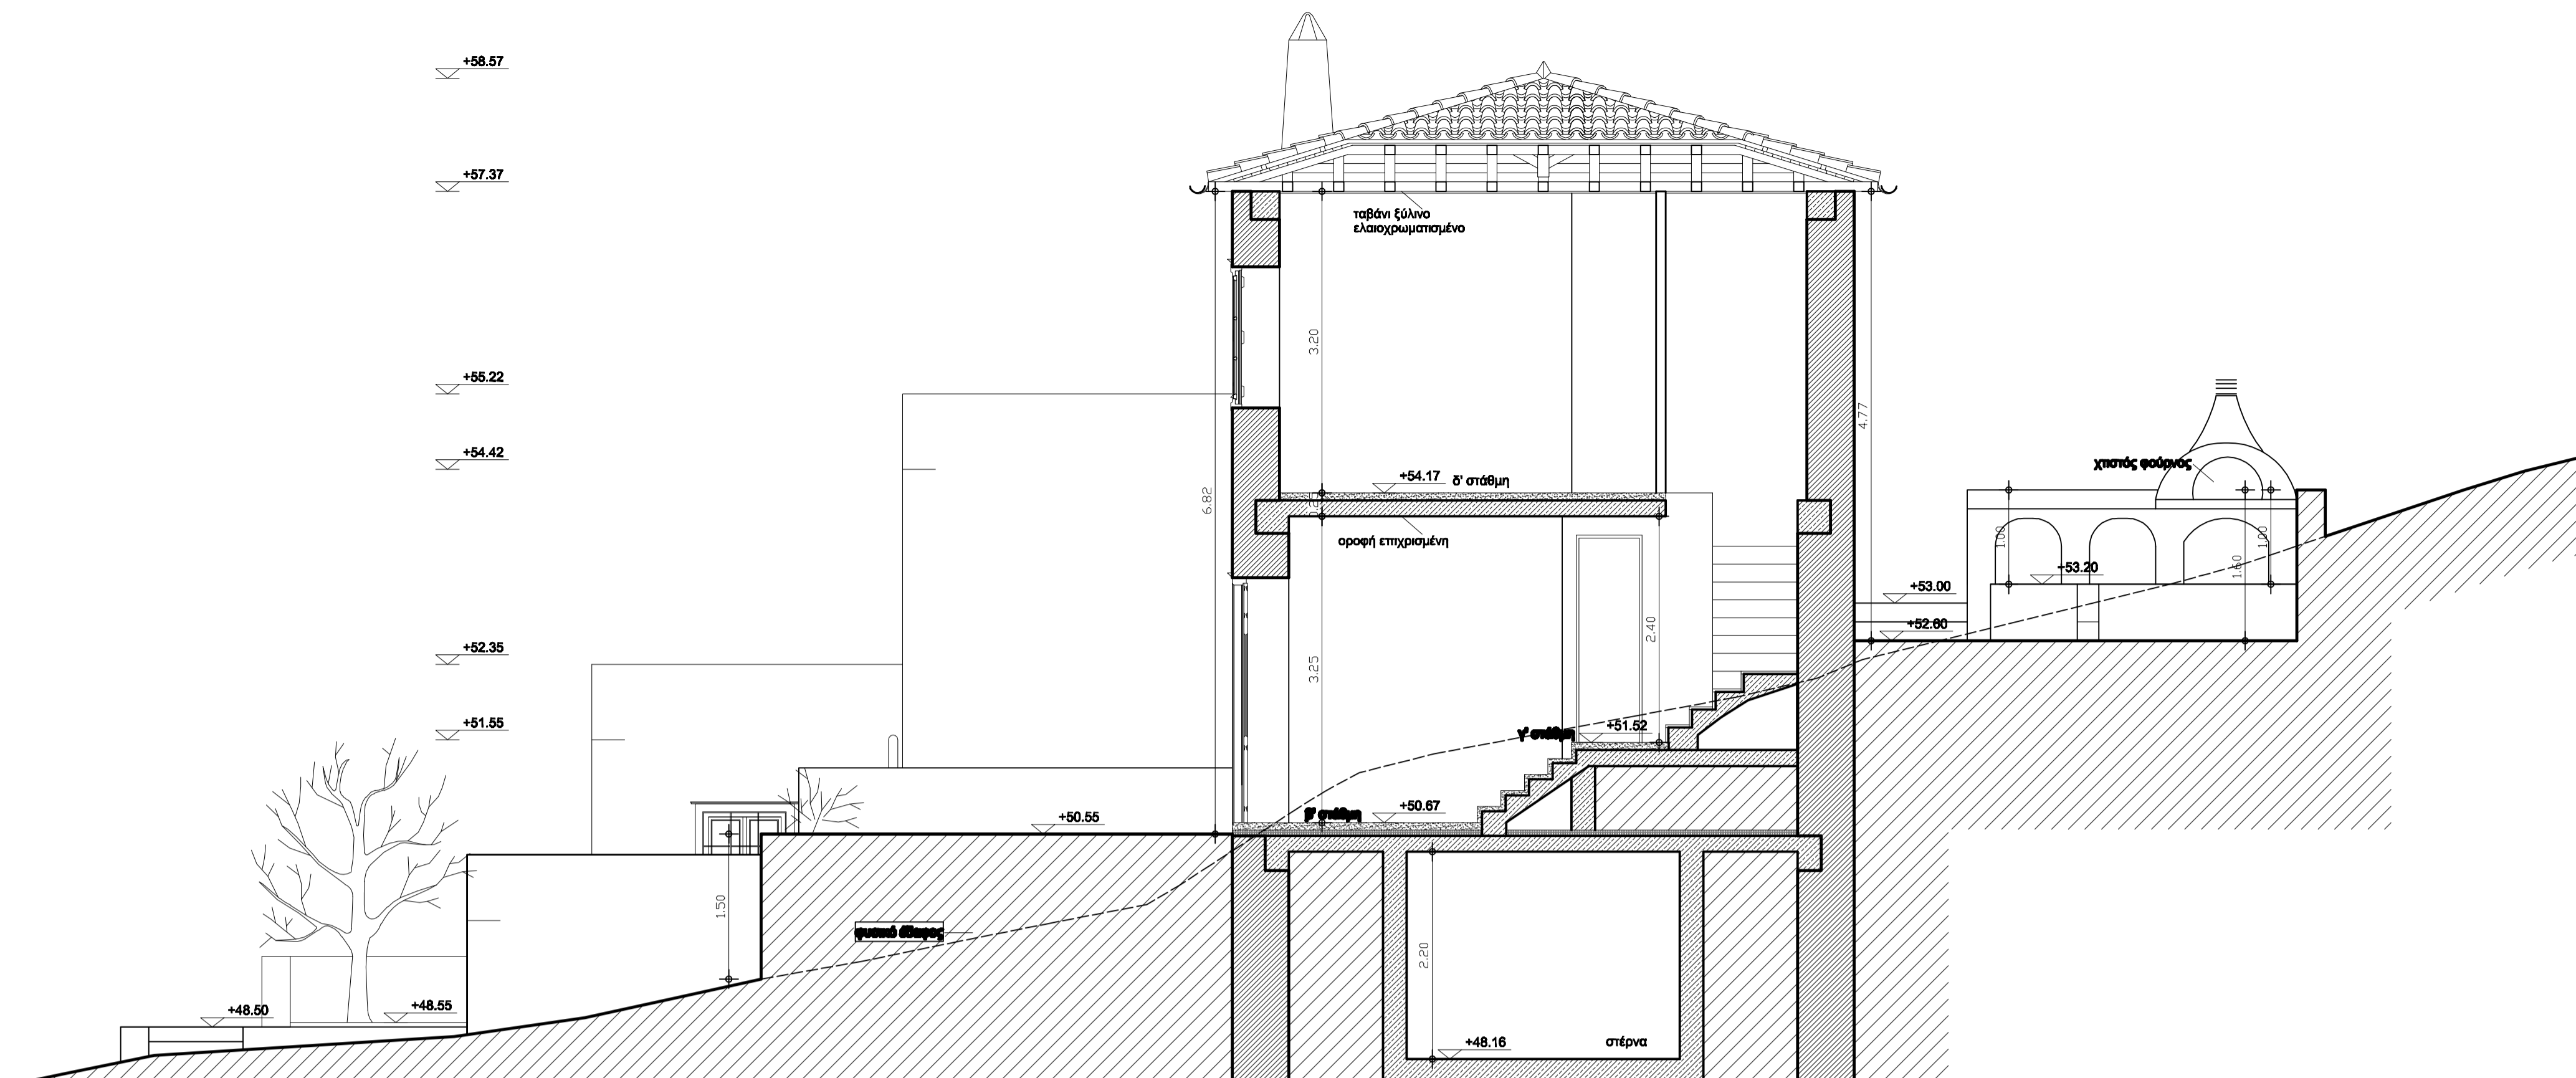 +58.57
+57.37
ταβάνι ξύλινο
ελαιοχρωματισμένο
3.20
+55.22
4.77
+54.42
χτιστός φούρνος
+54.17
δ' στάθμη
6.82
οροφή επιχρισμένη
1.00
1.00
1.60
+53.20
+53.00
+52.60
2.40
3.25
+52.35
+51.55
γ' στάθμη
+51.52
β' στάθμη
+50.67
+50.55
1.50
φυσικό έδαφος
2.20
+48.50
+48.55
+48.16
στέρνα